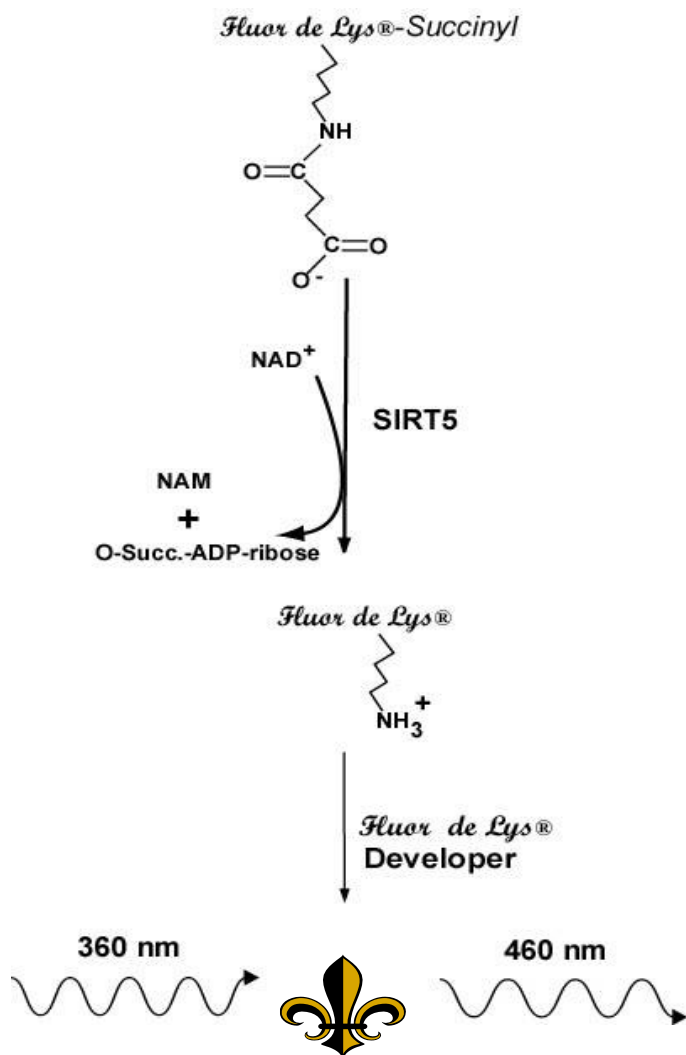 Fluor de Lys®-Succinyl
NH
O=C
C=O
O-
NAD+
SIRT5
NAM
+
O-Succ.-ADP-ribose
Fluor de Lys®
NH3+
Fluor de Lys®
Developer
360 nm
460 nm